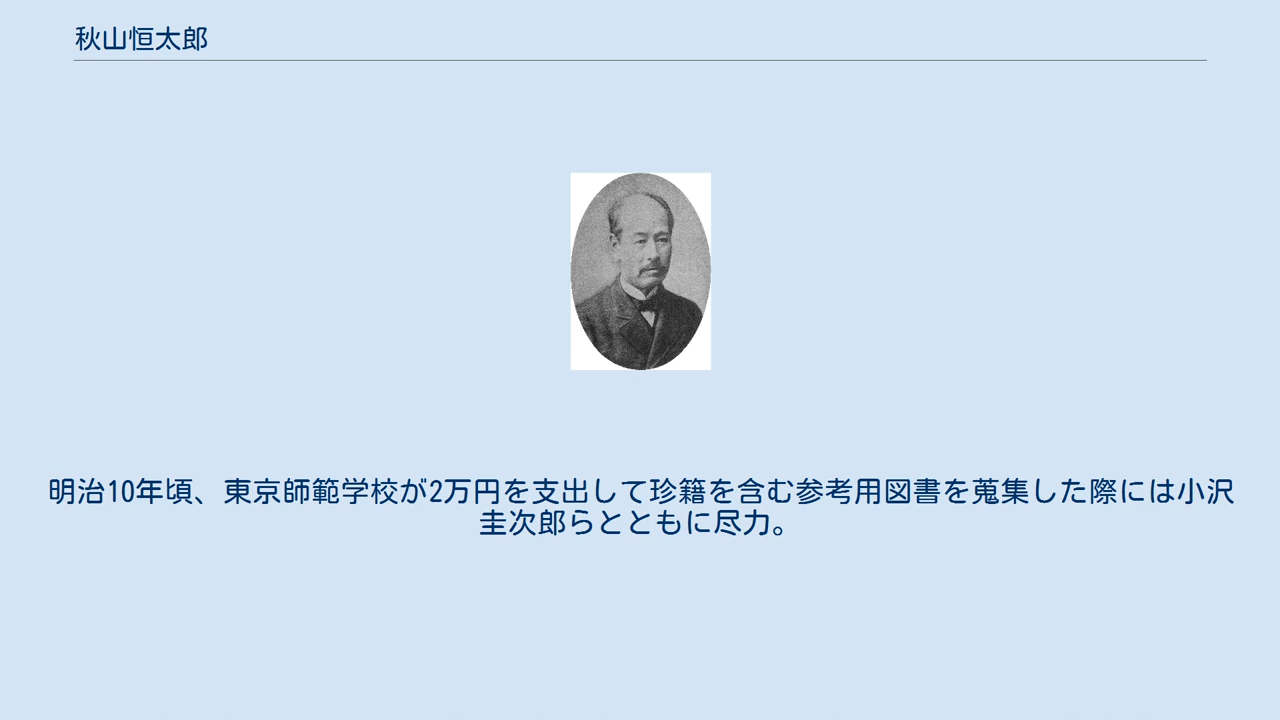 秋山恒太郎
明治10年頃、東京師範学校が2万円を支出して珍籍を含む参考用図書を蒐集した際には小沢
圭次郎らとともに尽力。